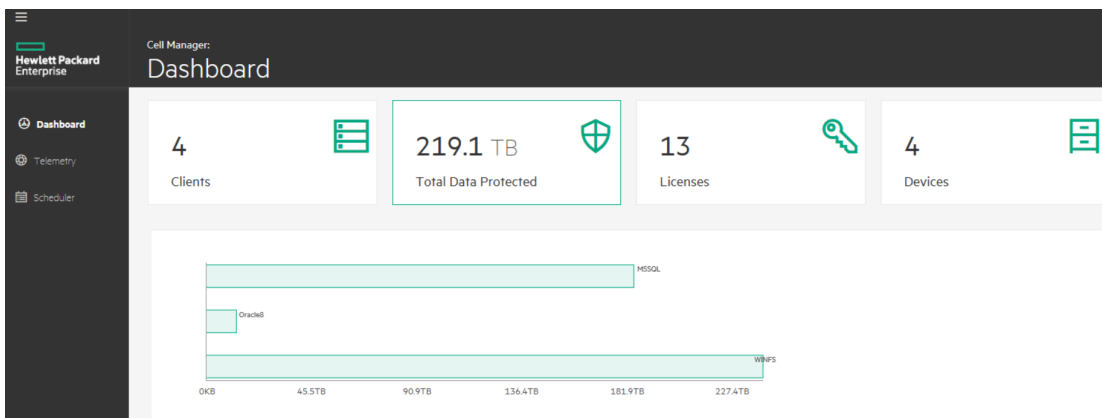 Hewlett Packard
Enterprise
Cell Manager:
Dashboard
Dashboard
Telemetry
Scheduler
4
Clients
219.1 TB
Total Data Protected
13
Licenses
4
Devices
MSSQL
Oracle8
WINFS
0KB 45.5TB 90.9TB 136.4TB 181.9TB 227.4TB